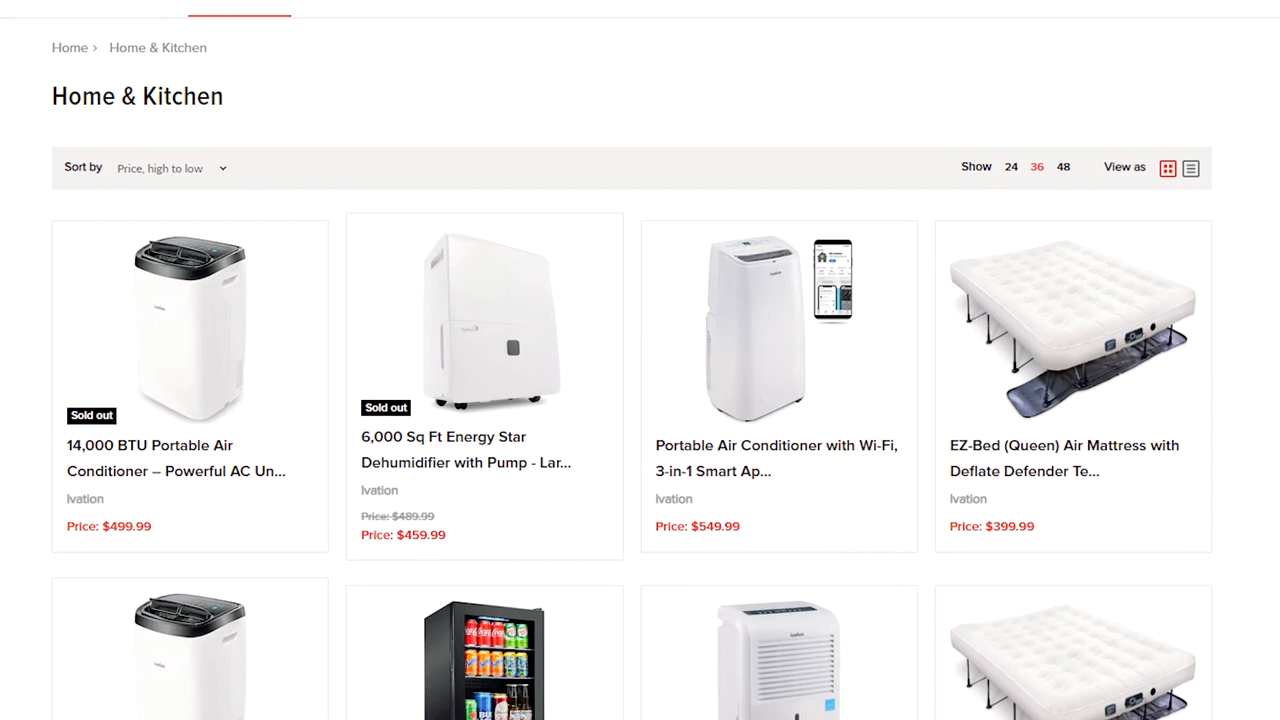 Home › Home & Kitchen
Home & Kitchen
Sort by Price, high to low
Show 24 36 48 View as
Sold out
14,000 BTU Portable Air
Conditioner – Powerful AC Un...
Ivation
Price: $499.99
Sold out
6,000 Sq Ft Energy Star
Dehumidifier with Pump - Lar...
Ivation
Price: $489.99
Price: $459.99
Portable Air Conditioner with Wi-Fi,
3-in-1 Smart Ap...
Ivation
Price: $549.99
EZ-Bed (Queen) Air Mattress with
Deflate Defender Te...
Ivation
Price: $399.99